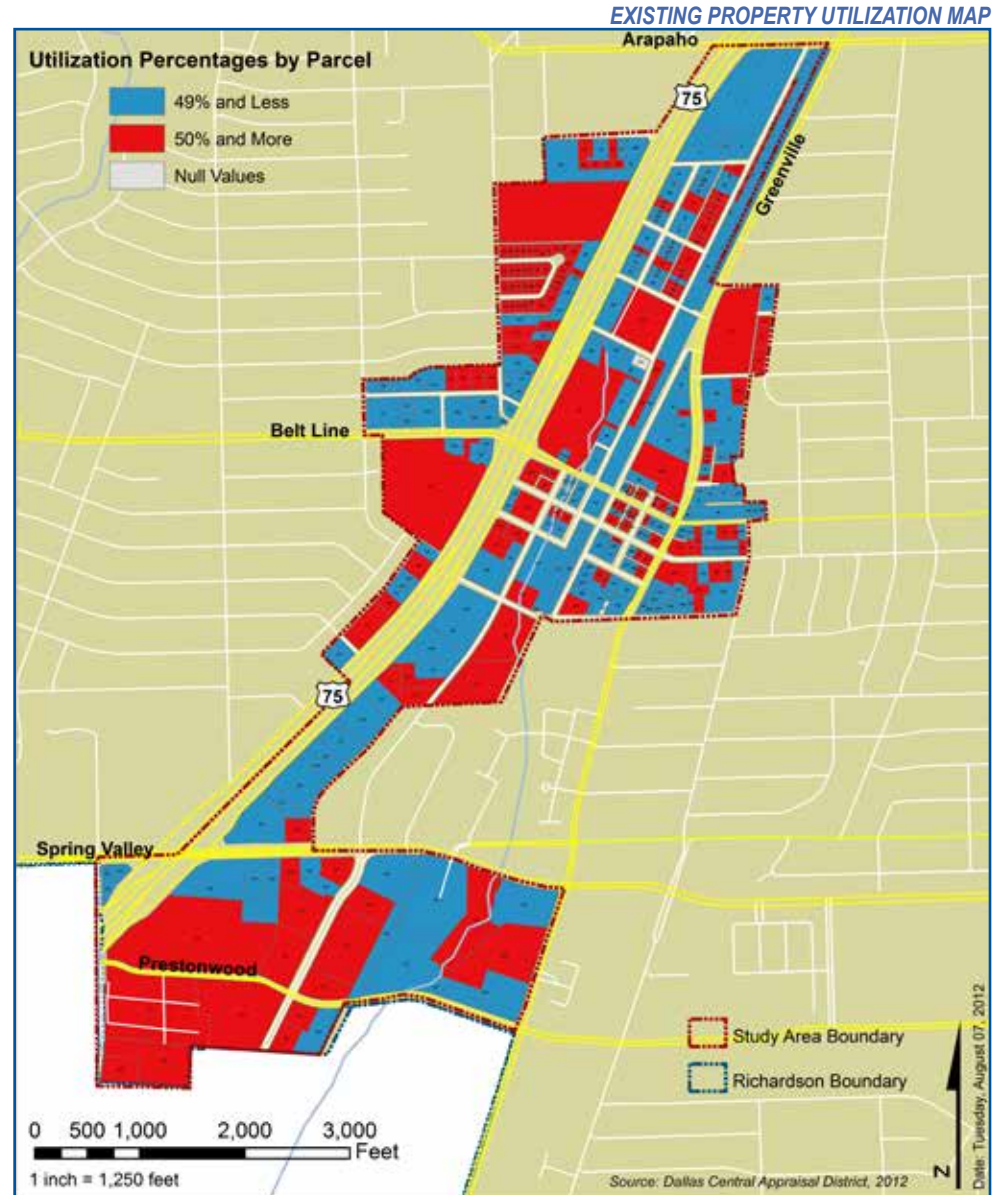 EXISTING PROPERTY UTILIZATION MAP
Arapaho
Utilization Percentages by Parcel
49% and Less
50% and More
Null Values
75
Greenville
Belt Line
75
Spring Valley
Prestonwood
Study Area Boundary
Richardson Boundary
0 500 1,000 2,000 3,000
Feet
1 inch = 1,250 feet
Source: Dallas Central Appraisal District, 2012
N
Date: Tuesday, August 07, 2012